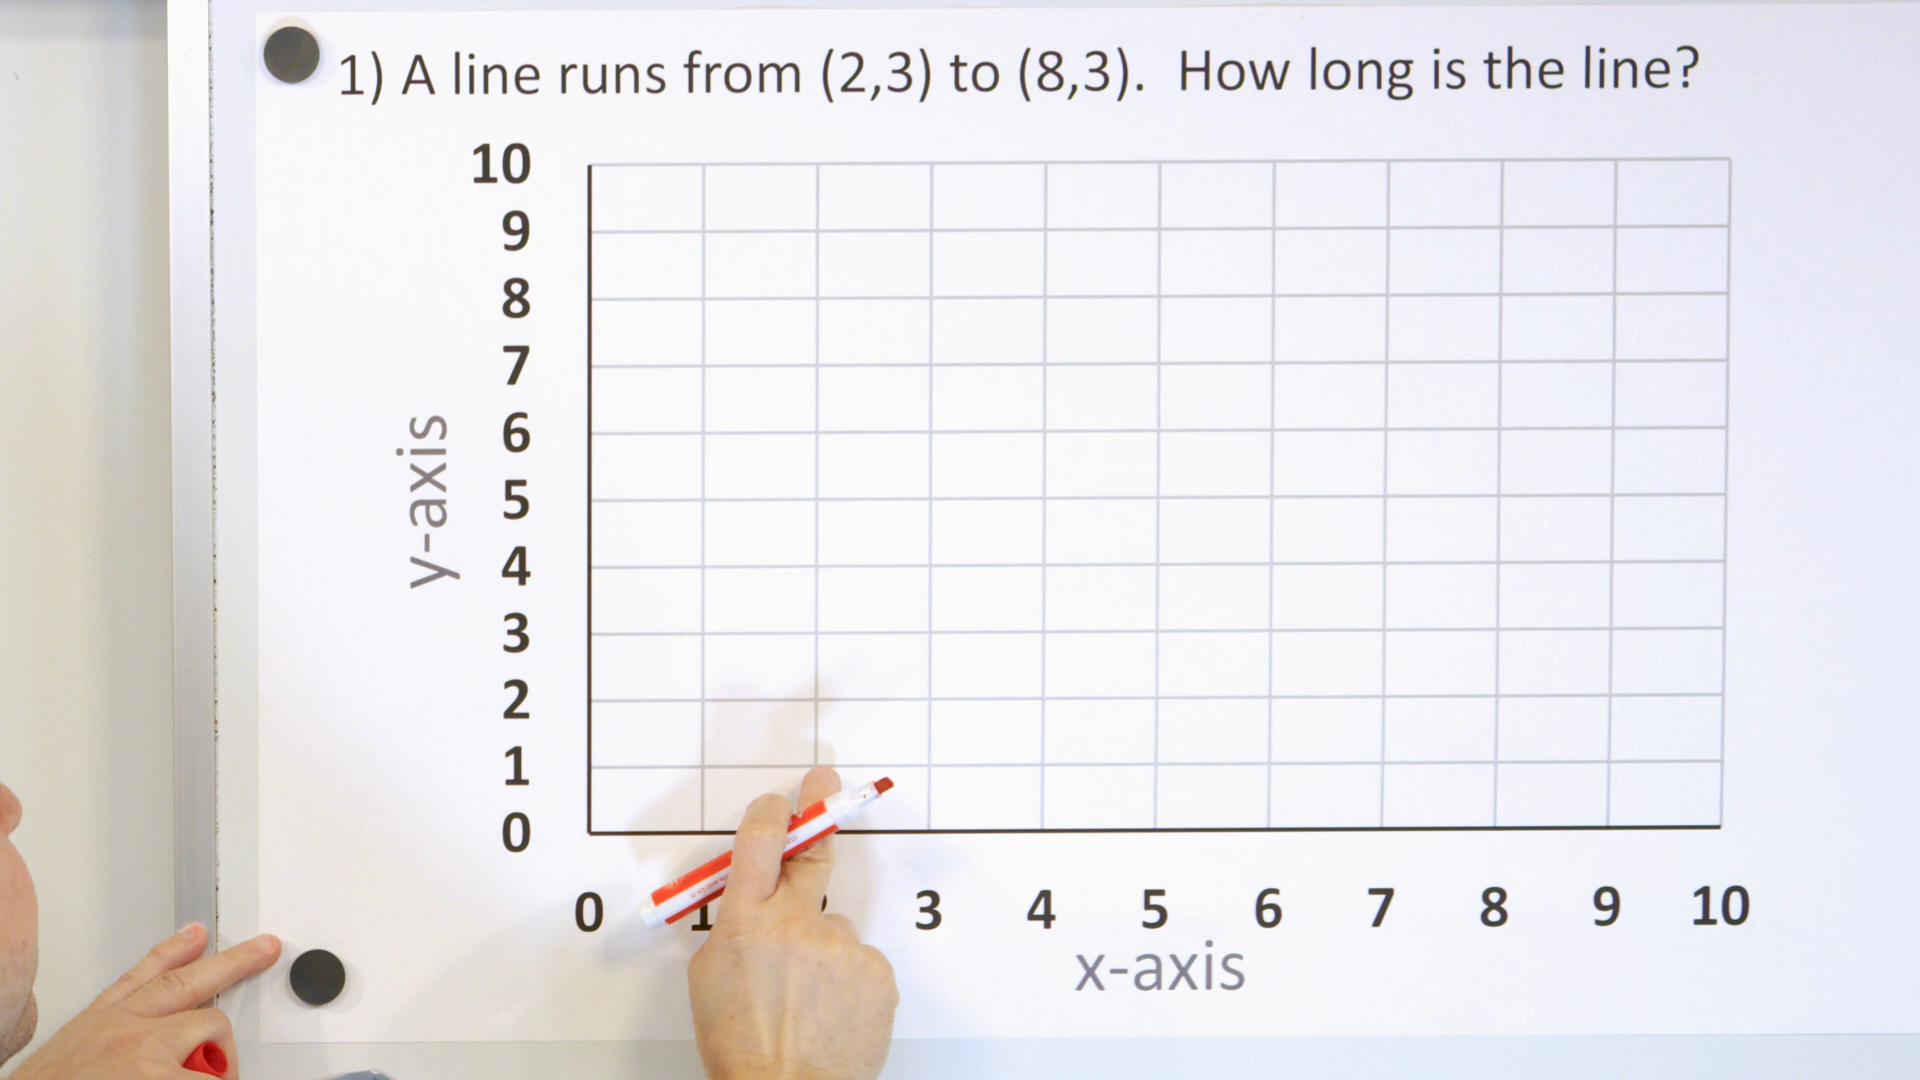 1) A line runs from (2,3) to (8,3).  How long is the line?
10
9
8
7
6
5
4
3
2
1
0
y-axis
0 1 3 4 5 6 7 8 9 10
x-axis